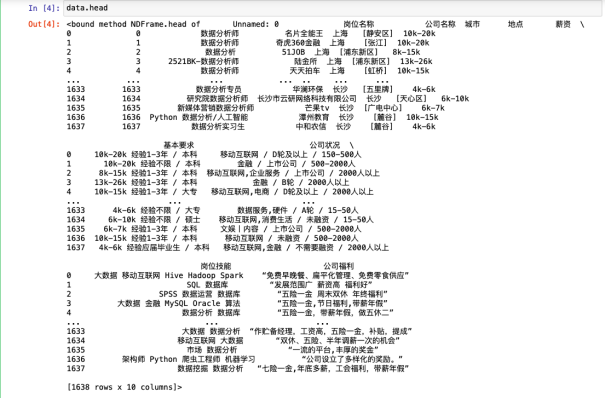 In [4]: data.head
Out[4]: <bound method NDFrame.head of Unnamed: 0 岗位名称 公司名称 城市 地点 薪资 \
0 0 数据分析师 名片全能王 上海 [静安区] 10k-20k
1 1 数据分析师 奇虎360金融 上海 [张江] 10k-20k
2 2 数据分析 51JOB 上海 [浦东新区] 8k-15k
3 3 2521BK-数据分析师 陆金所 上海 [浦东新区] 13k-26k
4 4 数据分析师 天天拍车 上海 [虹桥] 10k-15k
... ... ... ... .. ... ...
1633 1633 数据分析专员 华澜环保 长沙 [五里牌] 4k-6k
1634 1634 研究院数据分析师 长沙市云研网络科技有限公司 长沙 [天心区] 6k-10k
1635 1635 新媒体营销数据分析师 芒果tv 长沙 [广电中心] 6k-7k
1636 1636 Python 数据分析/人工智能 潭州教育 长沙 [麓谷] 10k-15k
1637 1637 数据分析实习生 中和农信 长沙 [麓谷] 4k-6k
基本要求 公司状况 \
0 10k-20k 经验1-3年 / 本科 移动互联网 / D轮及以上 / 150-500人
1 10k-20k 经验不限 / 本科 金融 / 上市公司 / 500-2000人
2 8k-15k 经验1-3年 / 本科 移动互联网,企业服务 / 上市公司 / 2000人以上
3 13k-26k 经验1-3年 / 本科 金融 / B轮 / 2000人以上
4 10k-15k 经验1-3年 / 大专 移动互联网,电商 / D轮及以上 / 2000人以上
... ... ...
1633 4k-6k 经验不限 / 大专 数据服务,硬件 / A轮 / 15-50人
1634 6k-10k 经验不限 / 硕士 移动互联网,消费生活 / 未融资 / 15-50人
1635 6k-7k 经验1-3年 / 本科 文娱丨内容 / 上市公司 / 500-2000人
1636 10k-15k 经验1-3年 / 本科 移动互联网 / 未融资 / 500-2000人
1637 4k-6k 经验应届毕业生 / 本科 移动互联网,金融 / 不需要融资 / 2000人以上
岗位技能 公司福利
0 大数据 移动互联网 Hive Hadoop Spark “免费早晚餐、扁平化管理、免费零食供应”
1 SQL 数据库 “发展范围广 薪资高 福利好”
2 SPSS 数据运营 数据库 “五险一金 周末双休 年终福利”
3 大数据 金融 MySQL Oracle 算法 “五险一金,节日福利,带薪年假”
4 数据分析 数据库 “五险一金, 带薪年假, 做五休二”
... ... ...
1633 大数据 数据分析 “作贮备经理, 工资高, 五险一金, 补贴, 提成”
1634 移动互联网 大数据 “双休、五险、半年调薪一次的机会”
1635 市场 数据分析 “一流的平台,丰厚的奖金”
1636 架构师 Python 爬虫工程师 机器学习 “公司设立了多样化的奖励。”
1637 数据挖掘 数据分析 “七险一金,年底多薪, 工会福利, 带薪年假”
[1638 rows x 10 columns]>